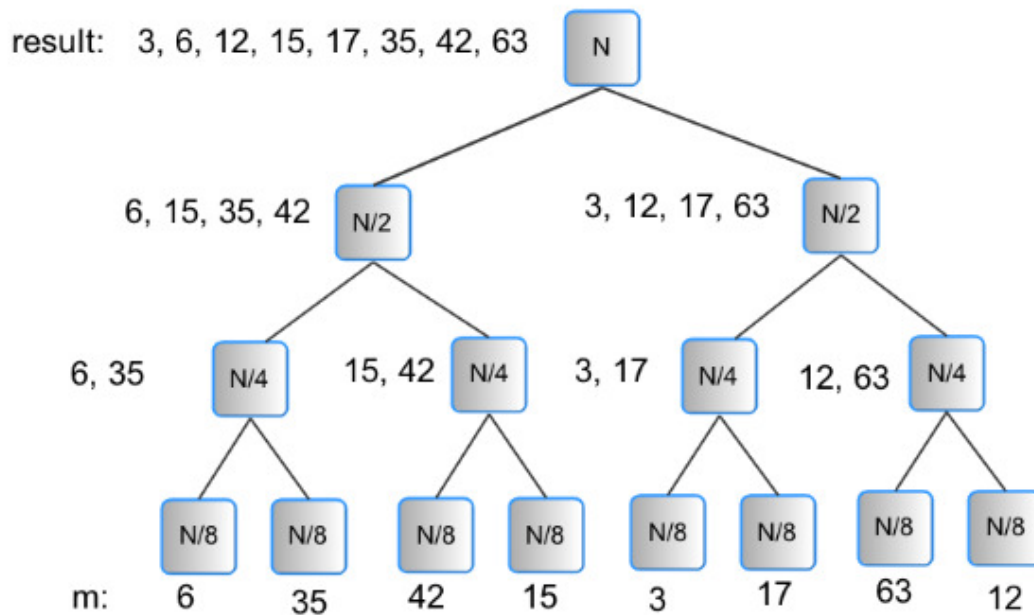 result: 3, 6, 12, 15, 17, 35, 42, 63 N
6, 15, 35, 42 N/2 3, 12, 17, 63 N/2
6, 35 N/4 15, 42 N/4 3, 17 N/4 12, 63 N/4
N/8 N/8 N/8 N/8 N/8 N/8 N/8 N/8
m: 6 35 42 15 3 17 63 12